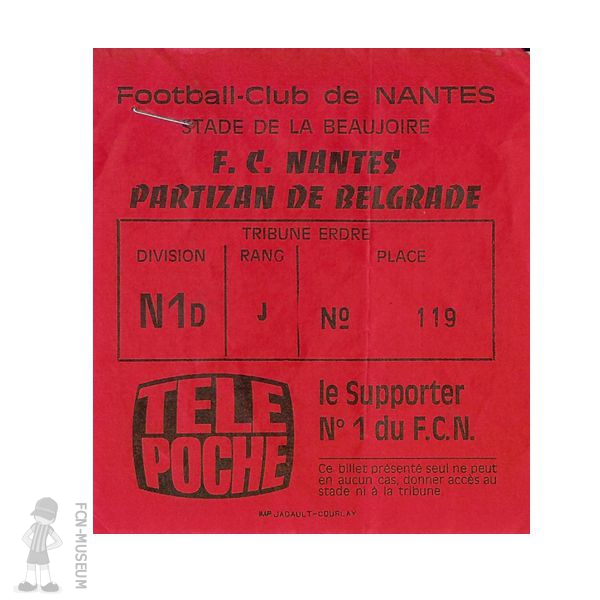 Football-Club de NANTES
STADE DE LA BEAUJOIRE
F. C. NANTES
PARTIZAN DE BELGRADE
TRIBUNE ERDRE
DIVISION RANG PLACE
N1D J Nº 119
TELE
POCHE
le Supporter
N° 1 du F.C.N.
Ce billet présenté seul ne peut
en aucun cas, donner accès au
stade ni à la tribune.
IMP. JADAULT-COURLAY
FCN-MUSEUM